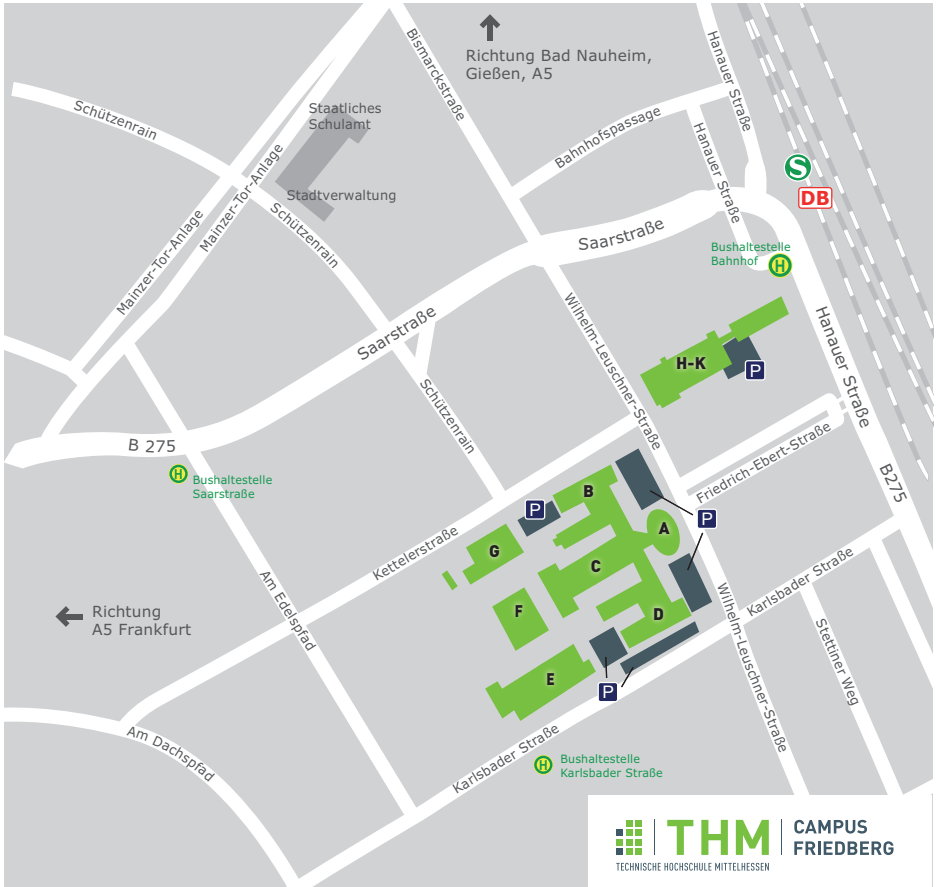 Richtung Bad Nauheim,
Gießen, A5
Bismarckstraße
Hanauer Straße
Schützenrain
Staatliches
Schulamt
Bahnhofspassage
Hanauer Straße
S
DB
Mainzer-Tor-Anlage
Mainzer-Tor-Anlage
Stadtverwaltung
Schützenrain
Saarstraße
Bushaltestelle
Bahnhof
H
Saarstraße
Wilhelm-Leuschner-Straße
Hanauer Straße
H-K
P
Schützenrain
B 275
H
Bushaltestelle
Saarstraße
Friedrich-Ebert-Straße
B275
B
P
P
A
G
Kettelerstraße
C
F
D
Am Edelspfad
Karlsbader Straße
Wilhelm-Leuschner-Straße
Stettiner Weg
Richtung
A5 Frankfurt
E
P
Am Dachspfad
Karlsbader Straße
H
Bushaltestelle
Karlsbader Straße
THM
CAMPUS
FRIEDBERG
TECHNISCHE HOCHSCHULE MITTELHESSEN